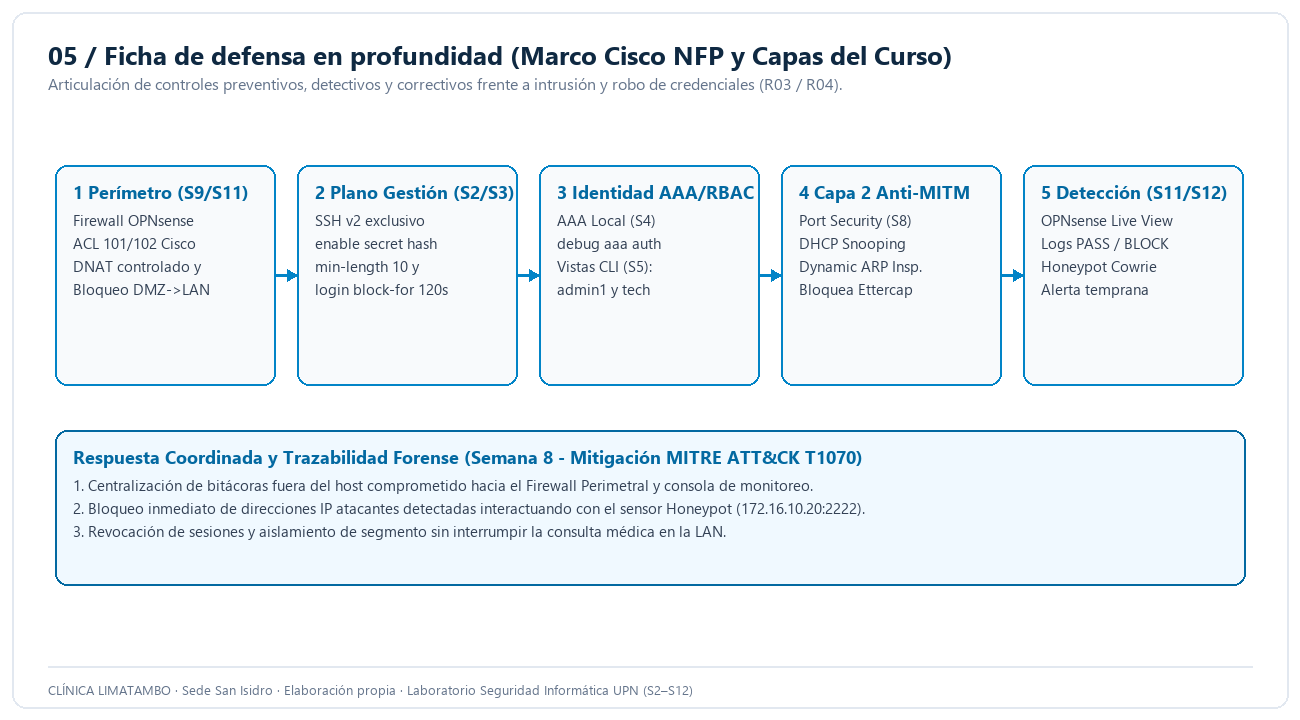 05 / Ficha de defensa en profundidad (Marco Cisco NFP y Capas del Curso)
Articulación de controles preventivos, detectivos y correctivos frente a intrusión y robo de credenciales (R03 / R04).
1 Perímetro (S9/S11)
Firewall OPNsense
ACL 101/102 Cisco
DNAT controlado y
Bloqueo DMZ->LAN
2 Plano Gestión (S2/S3)
SSH v2 exclusivo
enable secret hash
min-length 10 y
login block-for 120s
3 Identidad AAA/RBAC
AAA Local (S4)
debug aaa auth
Vistas CLI (S5):
admin1 y tech
4 Capa 2 Anti-MITM
Port Security (S8)
DHCP Snooping
Dynamic ARP Insp.
Bloquea Ettercap
5 Detección (S11/S12)
OPNsense Live View
Logs PASS / BLOCK
Honeypot Cowrie
Alerta temprana
Respuesta Coordinada y Trazabilidad Forense (Semana 8 - Mitigación MITRE ATT&CK T1070)
1. Centralización de bitácoras fuera del host comprometido hacia el Firewall Perimetral y consola de monitoreo.
2. Bloqueo inmediato de direcciones IP atacantes detectadas interactuando con el sensor Honeypot (172.16.10.20:2222).
3. Revocación de sesiones y aislamiento de segmento sin interrumpir la consulta médica en la LAN.
CLÍNICA LIMATAMBO · Sede San Isidro · Elaboración propia · Laboratorio Seguridad Informática UPN (S2–S12)